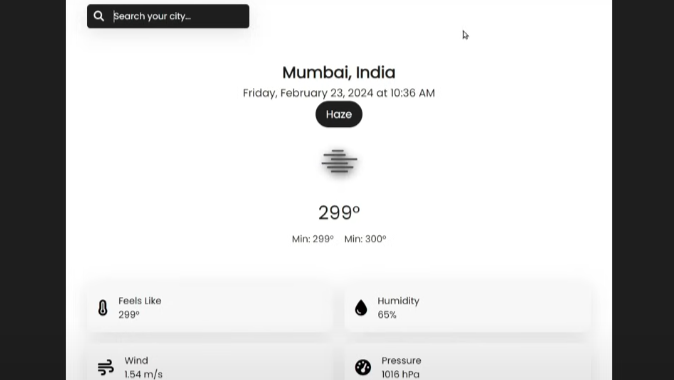 Search your city...
Mumbai, India
Friday, February 23, 2024 at 10:36 AM
Haze
299°
Min: 299° Min: 300°
Feels Like
299°
Humidity
65%
Wind
1.54 m/s
Pressure
1016 hPa